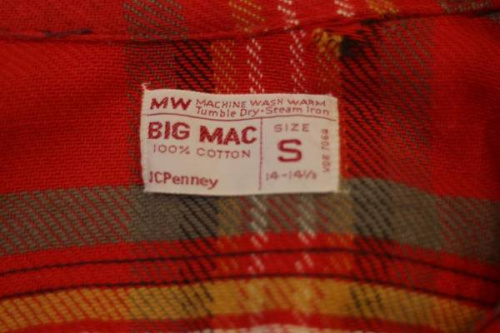 MW MACHINE WASH WARM
Tumble Dry-Steam Iron
BIG MAC
100% COTTON
JCPenney
SIZE
S
14-14½